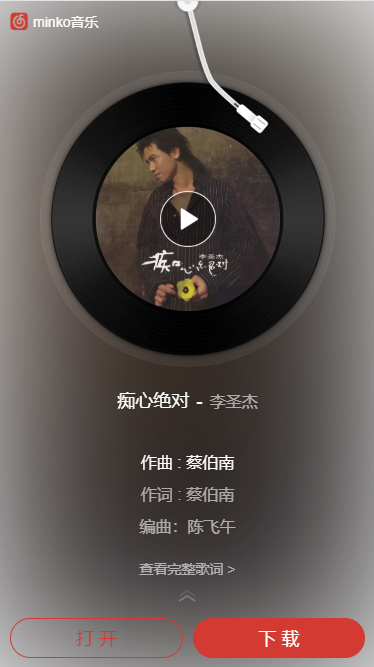 minko音乐
李圣杰
痴心绝对
痴心绝对 - 李圣杰
作曲 : 蔡伯南
作词 : 蔡伯南
编曲：陈飞午
查看完整歌词 >
打 开
下 载